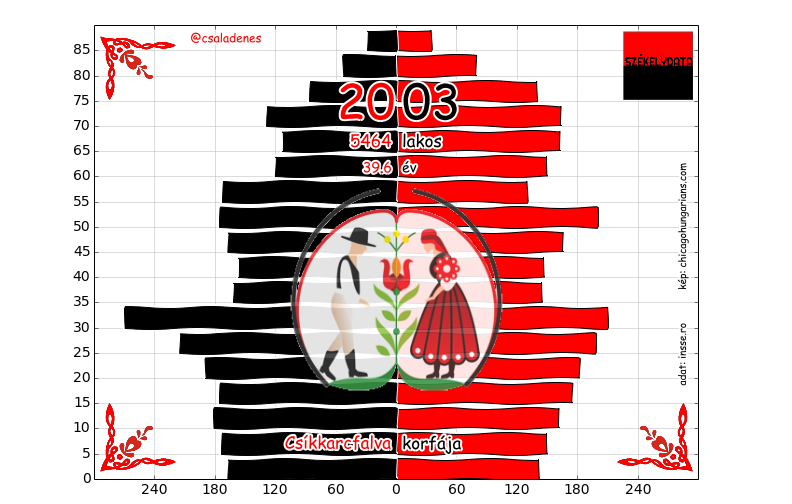 @csaladenes
SZÉKELYDATA
2003
5464 lakos
39.6 év
Csíkkarcfalva korfája
kép: chicagohungarians.com
adat: insse.ro
85
80
75
70
65
60
55
50
45
40
35
30
25
20
15
10
5
0
240 180 120 60 0 60 120 180 240